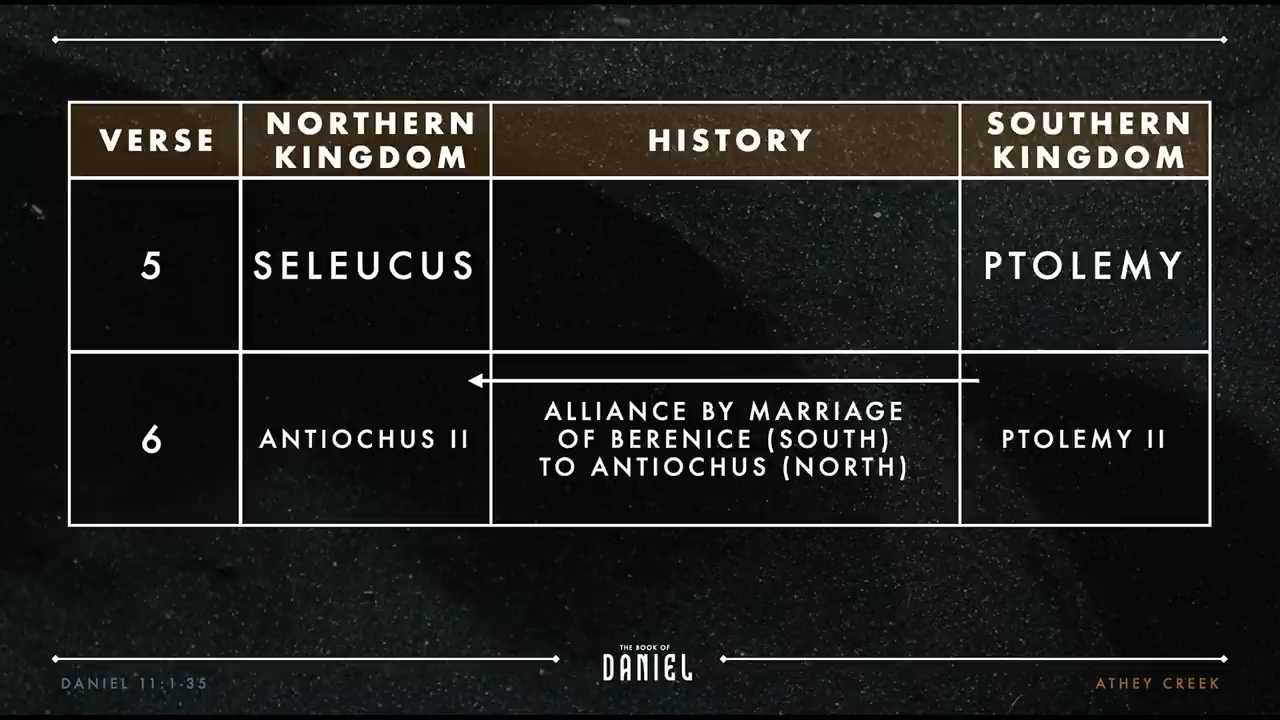 VERSE
NORTHERN
KINGDOM
HISTORY
SOUTHERN
KINGDOM
5
SELEUCUS
PTOLEMY
6
ANTIOCHUS II
ALLIANCE BY MARRIAGE
OF BERENICE (SOUTH)
TO ANTIOCHUS (NORTH)
PTOLEMY II
DANIEL 11:1-35
THE BOOK OF
DANIEL
ATHEY CREEK